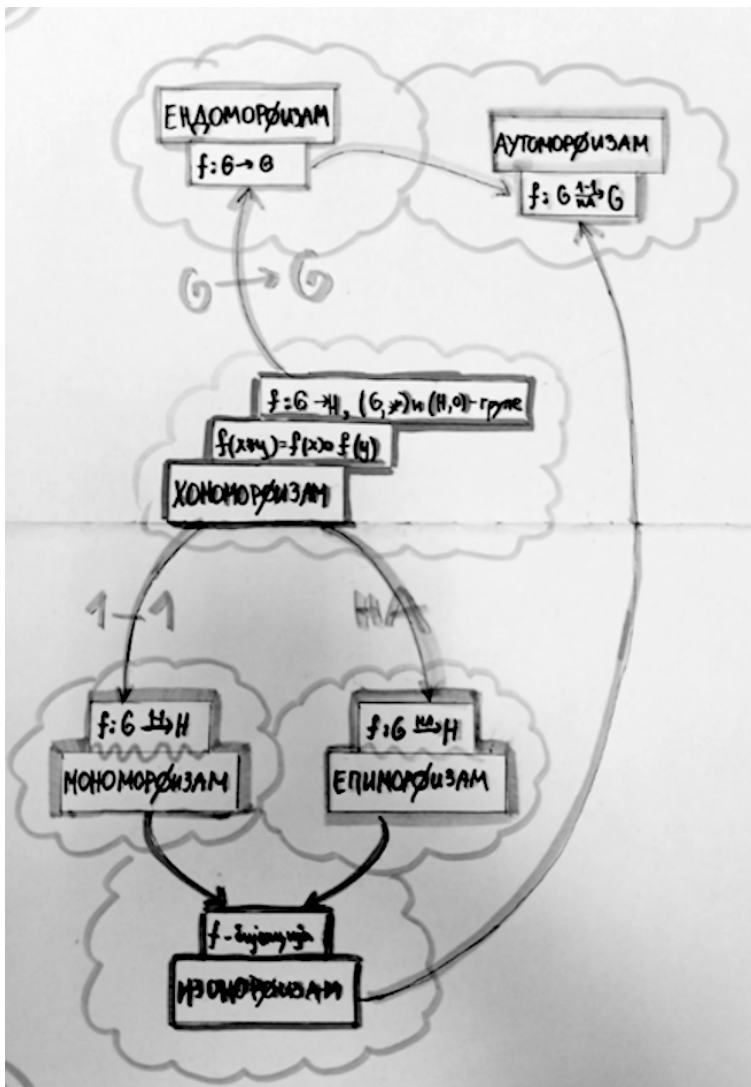 ЕНДОМОРФИЗАМ
f: G → G
АУТОМОРФИЗАМ
f: G 1-1 НА → G
G → G
f: G → H, (G, *) и (H, o) - групе
f(x*y) = f(x) o f(y)
ХОМОМОРФИЗАМ
1-1
НА
f: G 1-1 → H
МОНОМОРФИЗАМ
f: G НА → H
ЕПИМОРФИЗАМ
f - бијекција
ИЗОМОРФИЗАМ